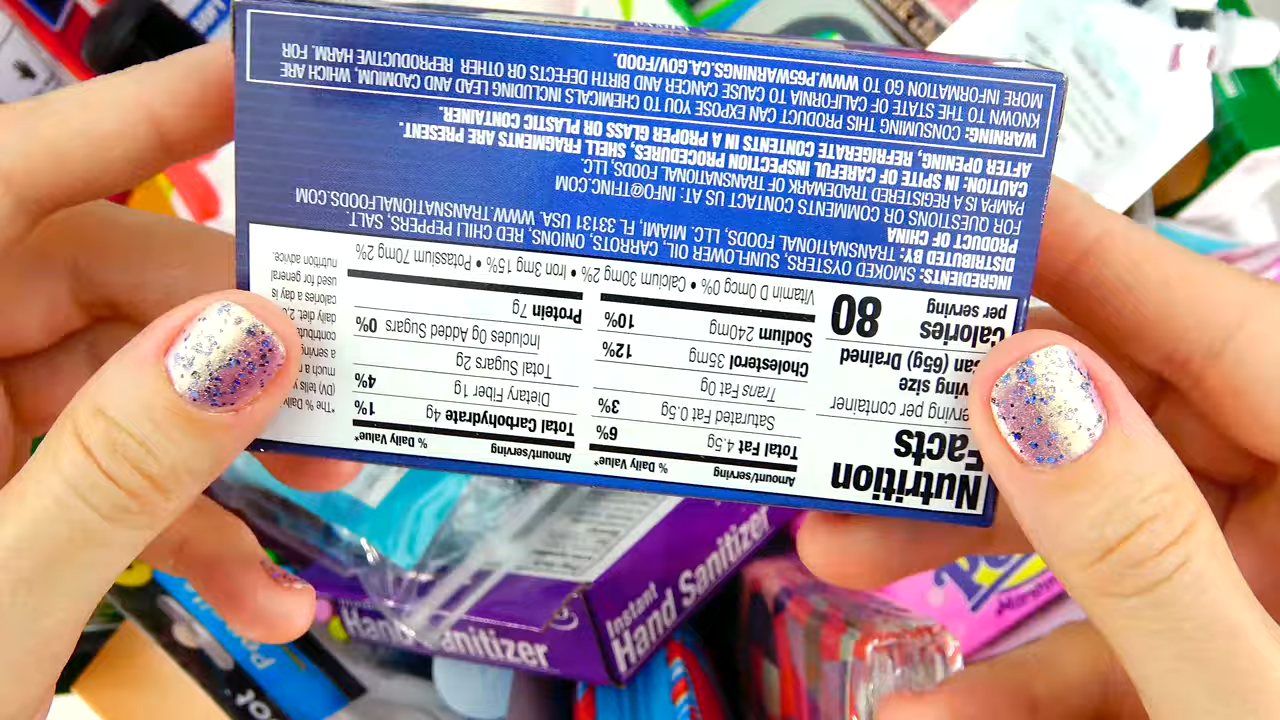 Nutrition
Facts
serving per container
Serving size
Can (65g) Drained
Calories
per serving
80
Amount/serving % Daily Value*
Total Fat 4.5g 6%
Saturated Fat 0.5g 3%
Trans Fat 0g
Cholesterol 35mg 12%
Sodium 240mg 10%
Amount/serving % Daily Value*
Total Carbohydrate 4g 1%
Dietary Fiber 1g 4%
Total Sugars 2g
Includes 0g Added Sugars 0%
Protein 7g
Vitamin D 0mcg 0% • Calcium 30mg 2% • Iron 3mg 15% • Potassium 70mg 2%
*The % Daily
(DV) tells y
much a n
a serving
contribut
daily diet. 2,0
calories a day is
used for general
nutrition advice.
INGREDIENTS: SMOKED OYSTERS, SUNFLOWER OIL, CARROTS, ONIONS, RED CHILI PEPPERS, SALT.
DISTRIBUTED BY: TRANSNATIONAL FOODS, LLC, MIAMI, FL 33131 USA. WWW.TRANSNATIONALFOODS.COM
PRODUCT OF CHINA
FOR QUESTIONS OR COMMENTS CONTACT US AT: INFO@TFIINC.COM
PAMPA IS A REGISTERED TRADEMARK OF TRANSNATIONAL FOODS, LLC
CAUTION: IN SPITE OF CAREFUL INSPECTION PROCEDURES, SHELL FRAGMENTS ARE PRESENT.
AFTER OPENING, REFRIGERATE CONTENTS IN A PROPER GLASS OR PLASTIC CONTAINER.
WARNING: CONSUMING THIS PRODUCT CAN EXPOSE YOU TO CHEMICALS INCLUDING LEAD AND CADMIUM, WHICH ARE
KNOWN TO THE STATE OF CALIFORNIA TO CAUSE CANCER AND BIRTH DEFECTS OR OTHER REPRODUCTIVE HARM. FOR
MORE INFORMATION GO TO WWW.P65WARNINGS.CA.GOV/FOOD.
Instant
Hand Sanitizer
Instant
Hand Sanitizer